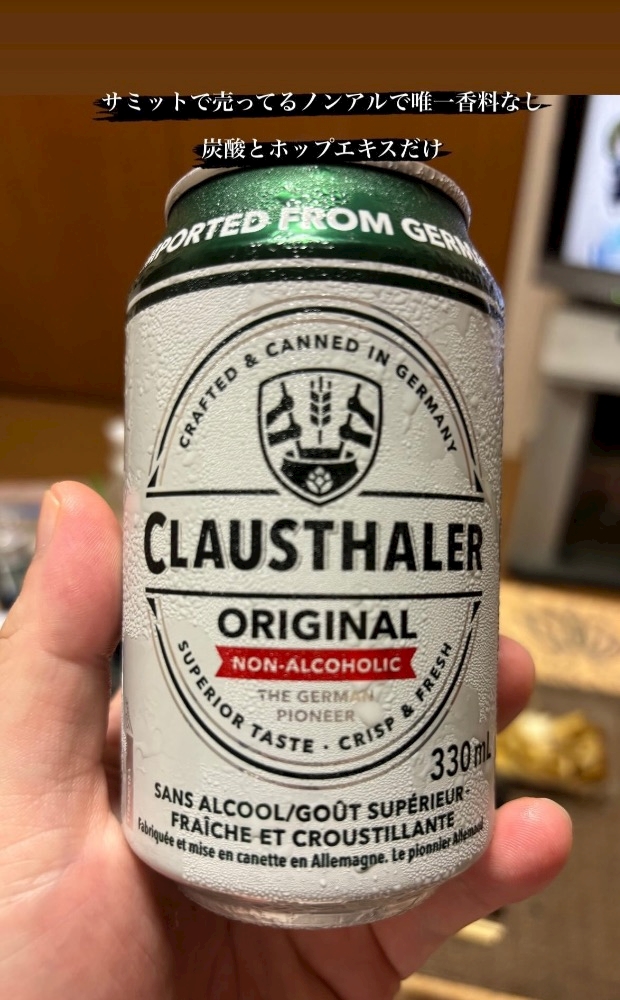 サミットで売ってるノンアルで唯一香料なし
炭酸とホップエキスだけ
IMPORTED FROM GERM
CRAFTED & CANNED IN GERMANY
CLAUSTHALER
ORIGINAL
NON-ALCOHOLIC
THE GERMAN
PIONEER
SUPERIOR TASTE · CRISP & FRESH
330 mL
SANS ALCOOL/GOÛT SUPÉRIEUR-
FRAÎCHE ET CROUSTILLANTE
Fabriquée et mise en canette en Allemagne. Le pionnier Allemand